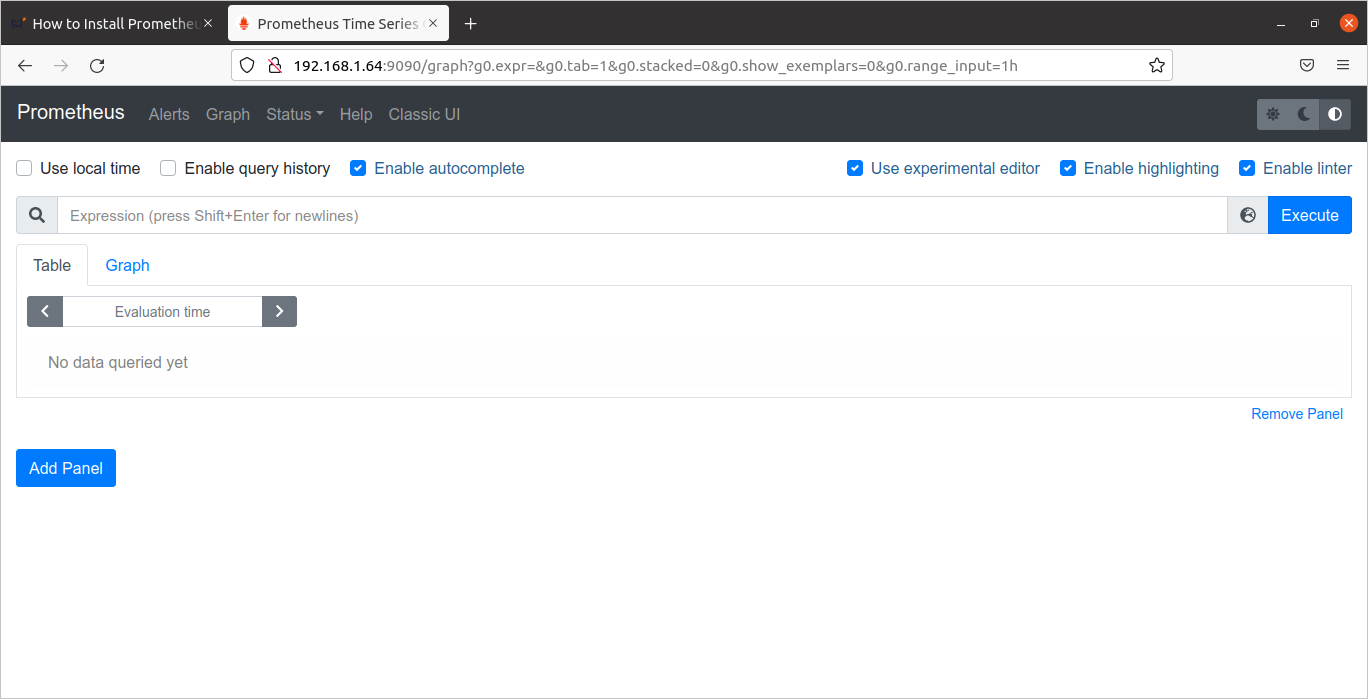 How to Install Prometheu
Prometheus Time Series
192.168.1.64:9090/graph?g0.expr=&g0.tab=1&g0.stacked=0&g0.show_exemplars=0&g0.range_input=1h
Prometheus Alerts Graph Status Help Classic UI
Use local time Enable query history Enable autocomplete Use experimental editor Enable highlighting Enable linter
Expression (press Shift+Enter for newlines) Execute
Table Graph
Evaluation time
No data queried yet
Remove Panel
Add Panel